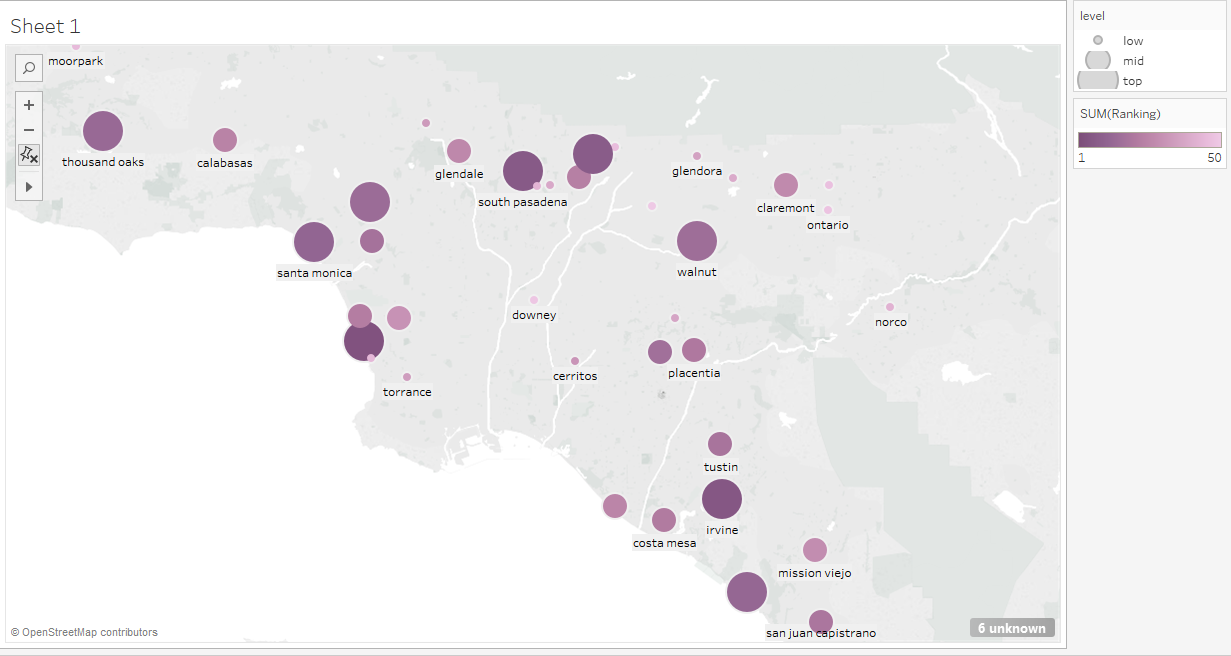 Sheet 1
moorpark
thousand oaks
calabasas
glendale
south pasadena
glendora
claremont
ontario
santa monica
walnut
downey
norco
cerritos
placentia
torrance
tustin
irvine
costa mesa
mission viejo
san juan capistrano
© OpenStreetMap contributors
6 unknown
level
low
mid
top
SUM(Ranking)
1 50